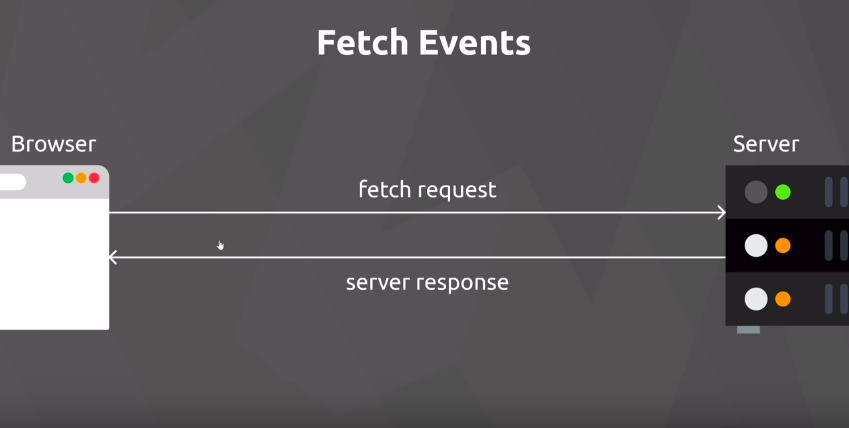 Fetch Events
Browser
Server
fetch request
server response